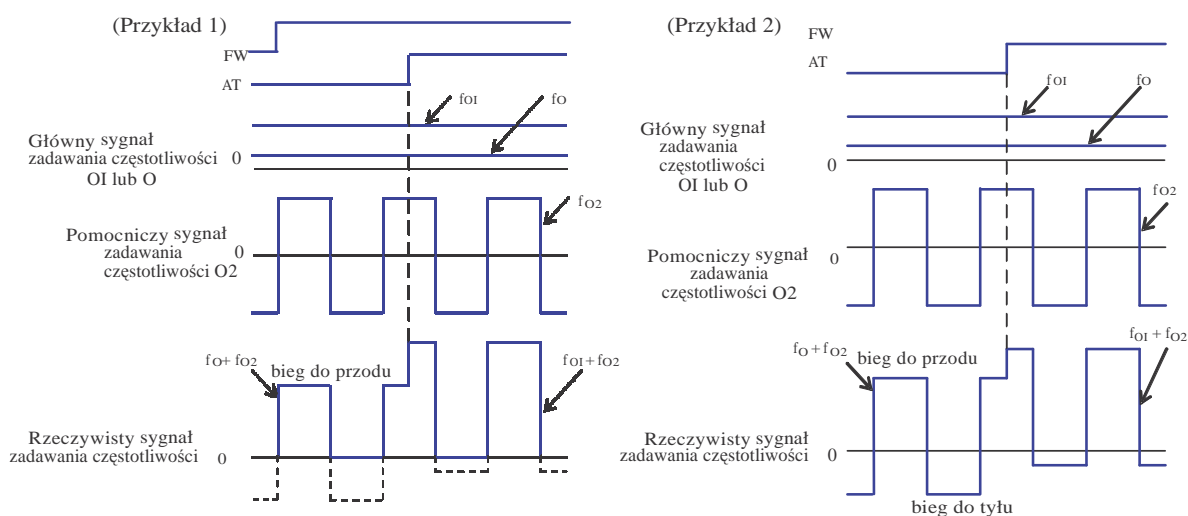 (Przykład 1)
FW
AT
fOI
fO
Główny sygnał
zadawania częstotliwości
OI lub O
0
fO2
Pomocniczy sygnał
zadawania
częstotliwości O2
0
fO+ fO2
bieg do przodu
fOI+fO2
Rzeczywisty sygnał
zadawania częstotliwości
0
(Przykład 2)
FW
AT
fOI
fO
Główny sygnał
zadawania
częstotliwości
OI lub O
0
fO2
0
Pomocniczy sygnał
zadawania
częstotliwości O2
fOI + fO2
fO + fO2
bieg do przodu
Rzeczywisty sygnał
zadawania częstotliwości
0
bieg do tyłu